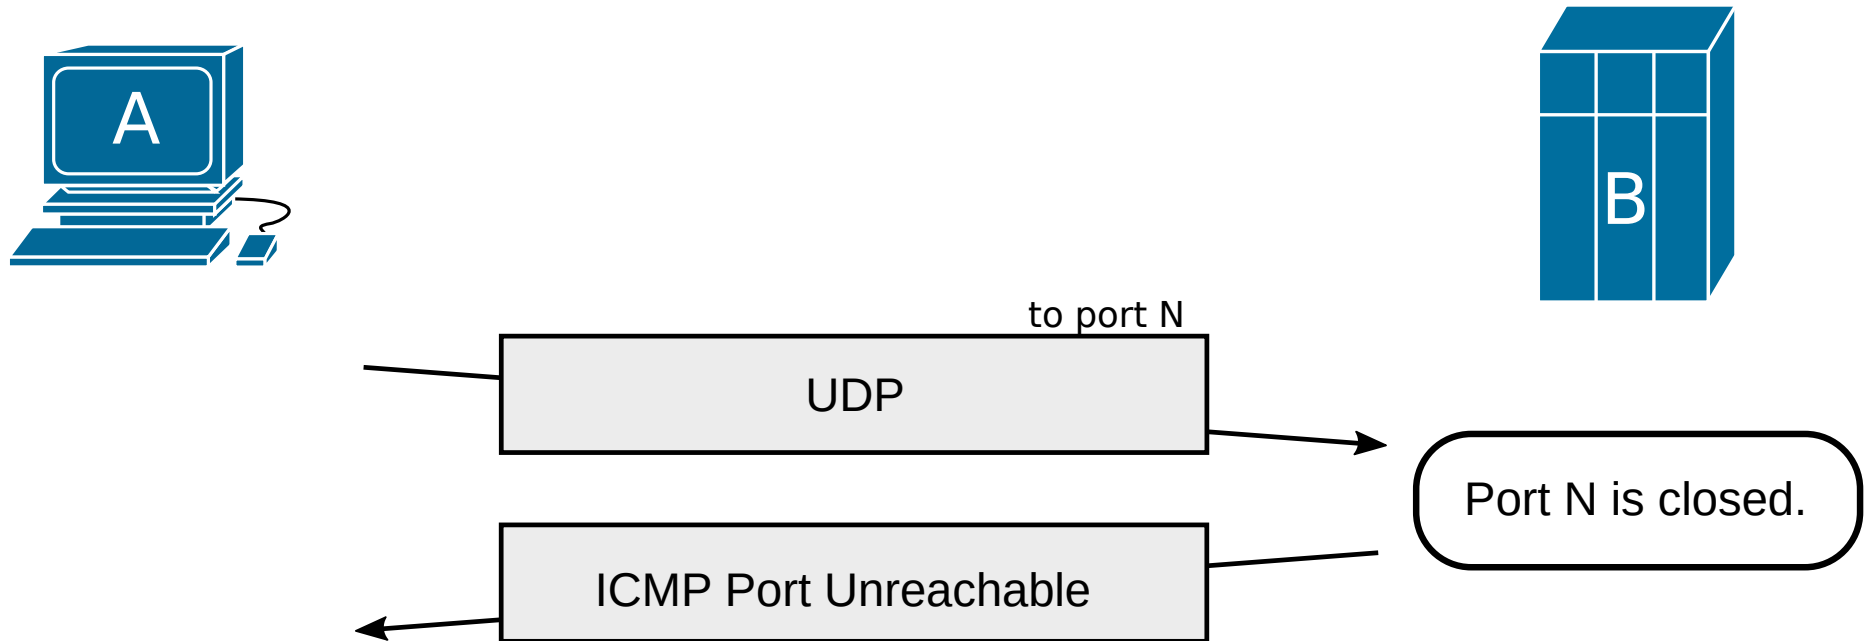 A
B
to port N
UDP
Port N is closed.
ICMP Port Unreachable